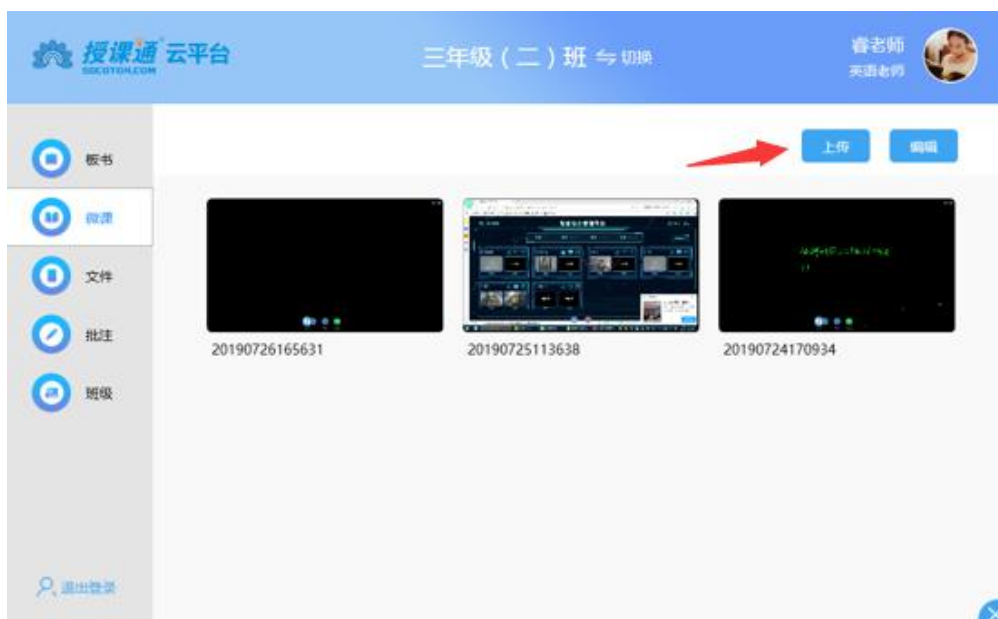 授课通 云平台
SOCOTON.COM
三年级（二）班 切换
睿老师
英语老师
上传
编辑
板书
微课
文件
批注
班级
20190726165631
20190725113638
20190724170934
退出登录